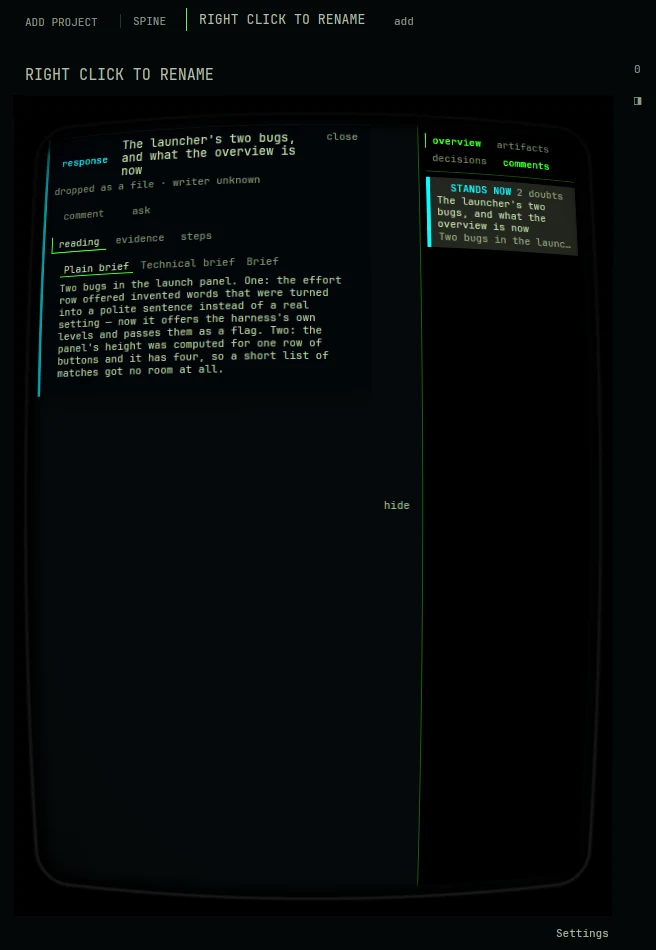 ADD PROJECT SPINE RIGHT CLICK TO RENAME add
RIGHT CLICK TO RENAME
0
response
The launcher's two bugs,
and what the overview is
now
close
dropped as a file · writer unknown
comment ask
reading evidence steps
Plain brief Technical brief Brief
Two bugs in the launch panel. One: the effort
row offered invented words that were turned
into a polite sentence instead of a real
setting — now it offers the harness's own
levels and passes them as a flag. Two: the
panel's height was computed for one row of
buttons and it has four, so a short list of
matches got no room at all.
hide
overview artifacts
decisions comments
STANDS NOW 2 doubts
The launcher's two
bugs, and what the
overview is now
Two bugs in the launc…
Settings